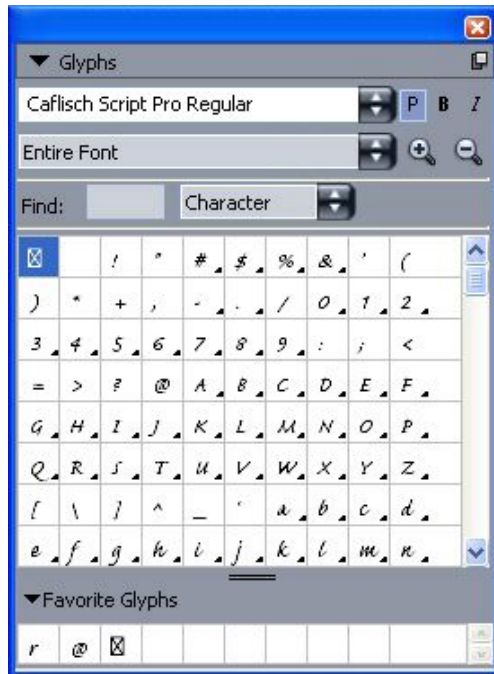 Glyphs
Caflisch Script Pro Regular P B I
Entire Font
Find: Character
! " # $ % & ' (
) * + , - . / 0 1 2
3 4 5 6 7 8 9 : ; <
= > ? @ A B C D E F
G H I J K L M N O P
Q R S T U V W X Y Z
[ \ ] ^ _ ` a b c d
e f g h i j k l m n
Favorite Glyphs
r @